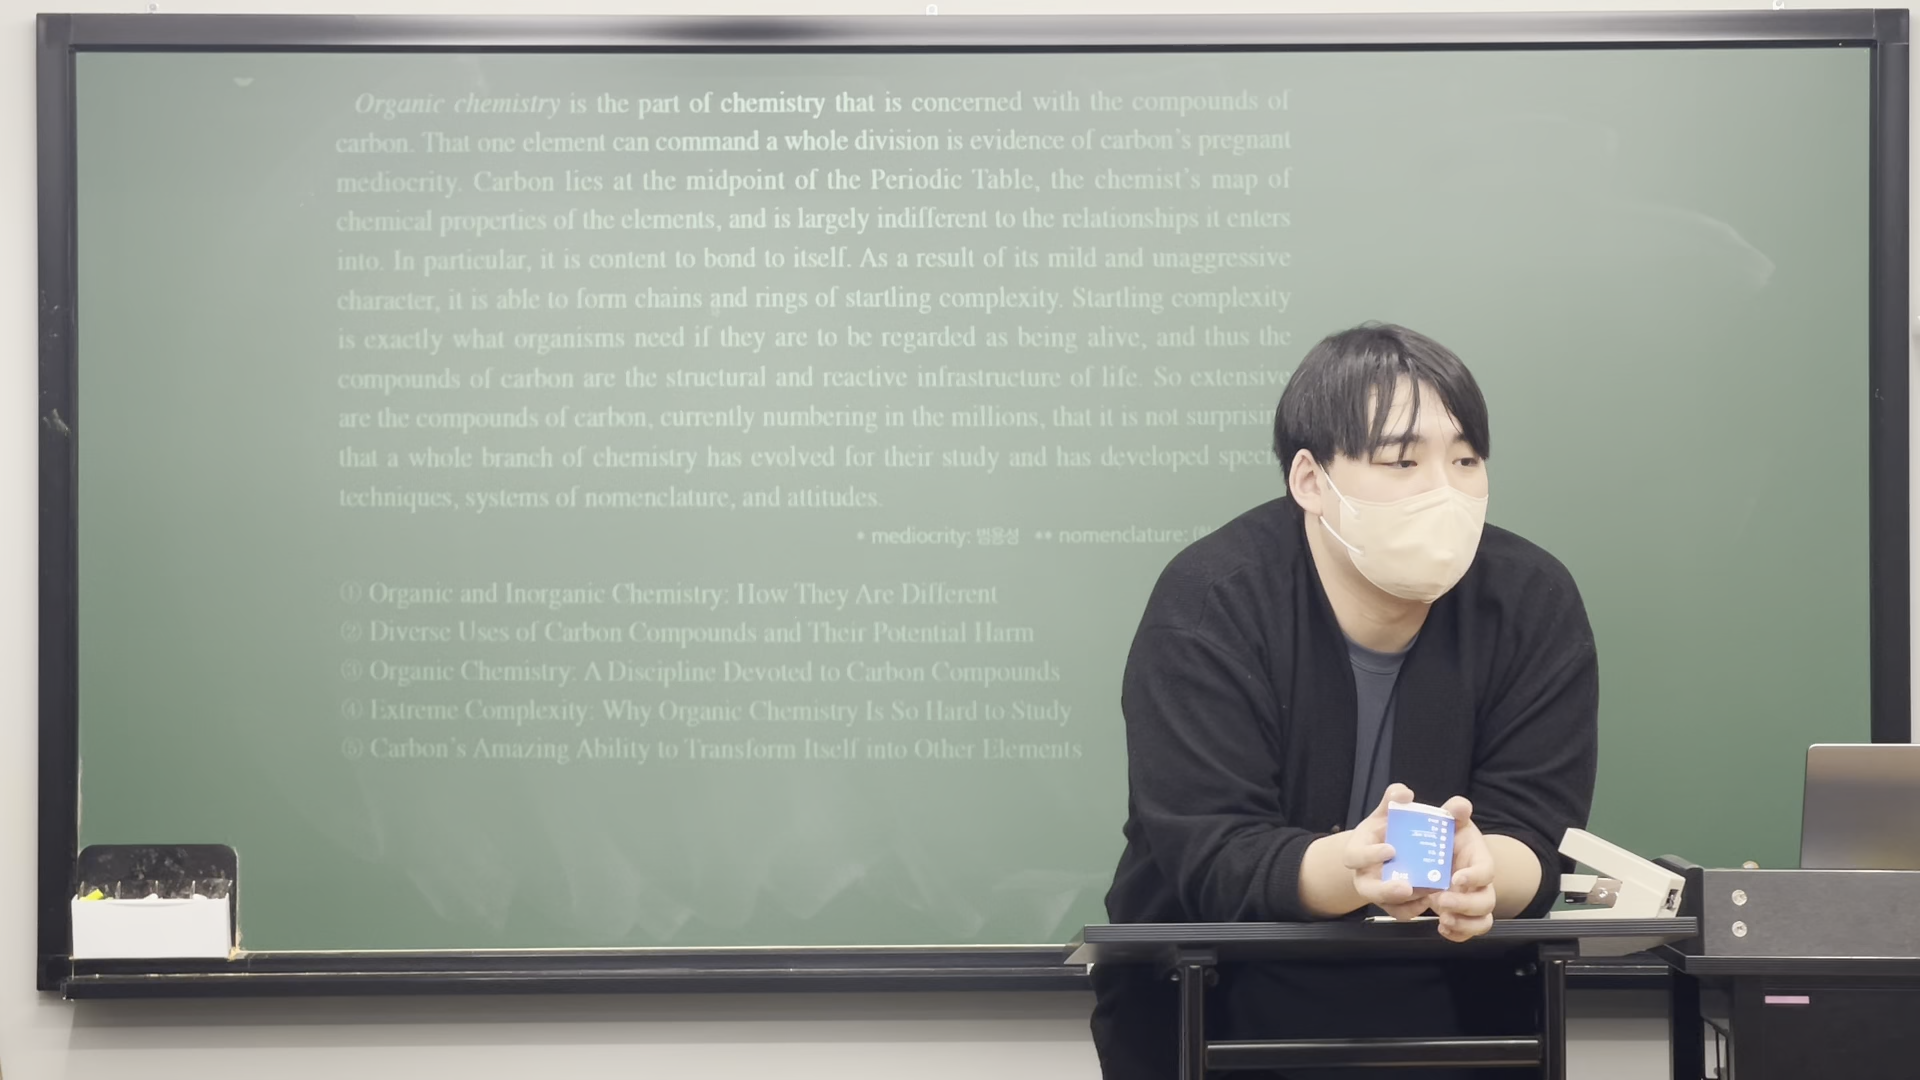 Organic chemistry is the part of chemistry that is concerned with the compounds of
carbon. That one element can command a whole division is evidence of carbon's pregnant
mediocrity. Carbon lies at the midpoint of the Periodic Table, the chemist's map of
chemical properties of the elements, and is largely indifferent to the relationships it enters
into. In particular, it is content to bond to itself. As a result of its mild and unaggressive
character, it is able to form chains and rings of startling complexity. Startling complexity
is exactly what organisms need if they are to be regarded as being alive, and thus the
compounds of carbon are the structural and reactive infrastructure of life. So extensive
are the compounds of carbon, currently numbering in the millions, that it is not
that a whole branch of chemistry has evolved for their study and has developed
techniques, systems of nomenclature, and attitudes.
* mediocrity: 범용성 ** nomenclature:
① Organic and Inorganic Chemistry: How They Are Different
② Diverse Uses of Carbon Compounds and Their Potential Harm
③ Organic Chemistry: A Discipline Devoted to Carbon Compounds
④ Extreme Complexity: Why Organic Chemistry Is So Hard to Study
⑤ Carbon's Amazing Ability to Transform Itself into Other Elements